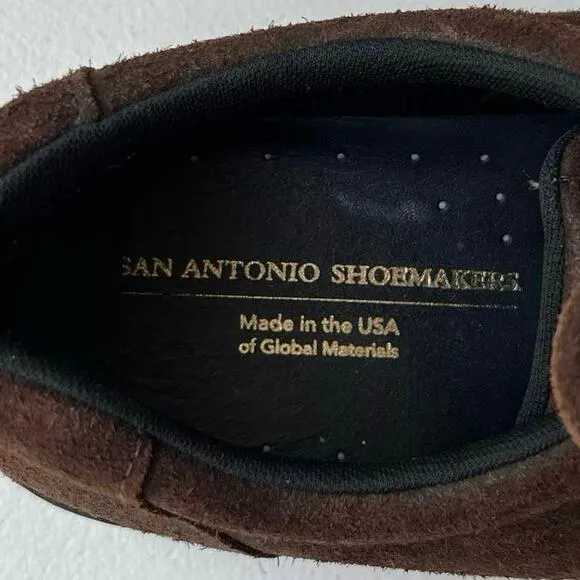 SAN ANTONIO SHOEMAKERS
Made in the USA
of Global Materials